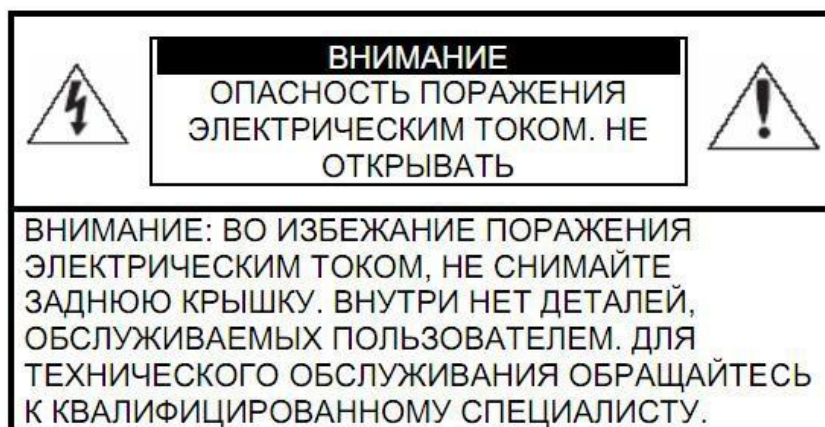 ВНИМАНИЕ
ОПАСНОСТЬ ПОРАЖЕНИЯ
ЭЛЕКТРИЧЕСКИМ ТОКОМ. НЕ
ОТКРЫВАТЬ
ВНИМАНИЕ: ВО ИЗБЕЖАНИЕ ПОРАЖЕНИЯ
ЭЛЕКТРИЧЕСКИМ ТОКОМ, НЕ СНИМАЙТЕ
ЗАДНЮЮ КРЫШКУ. ВНУТРИ НЕТ ДЕТАЛЕЙ,
ОБСЛУЖИВАЕМЫХ ПОЛЬЗОВАТЕЛЕМ. ДЛЯ
ТЕХНИЧЕСКОГО ОБСЛУЖИВАНИЯ ОБРАЩАЙТЕСЬ
К КВАЛИФИЦИРОВАННОМУ СПЕЦИАЛИСТУ.